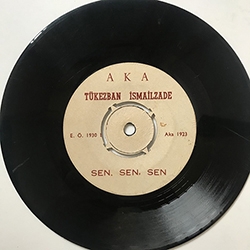 AKA
TÜKEZBAN İSMAİLZADE
E. Ö. 1930 Aka 1923
SEN, SEN, SEN